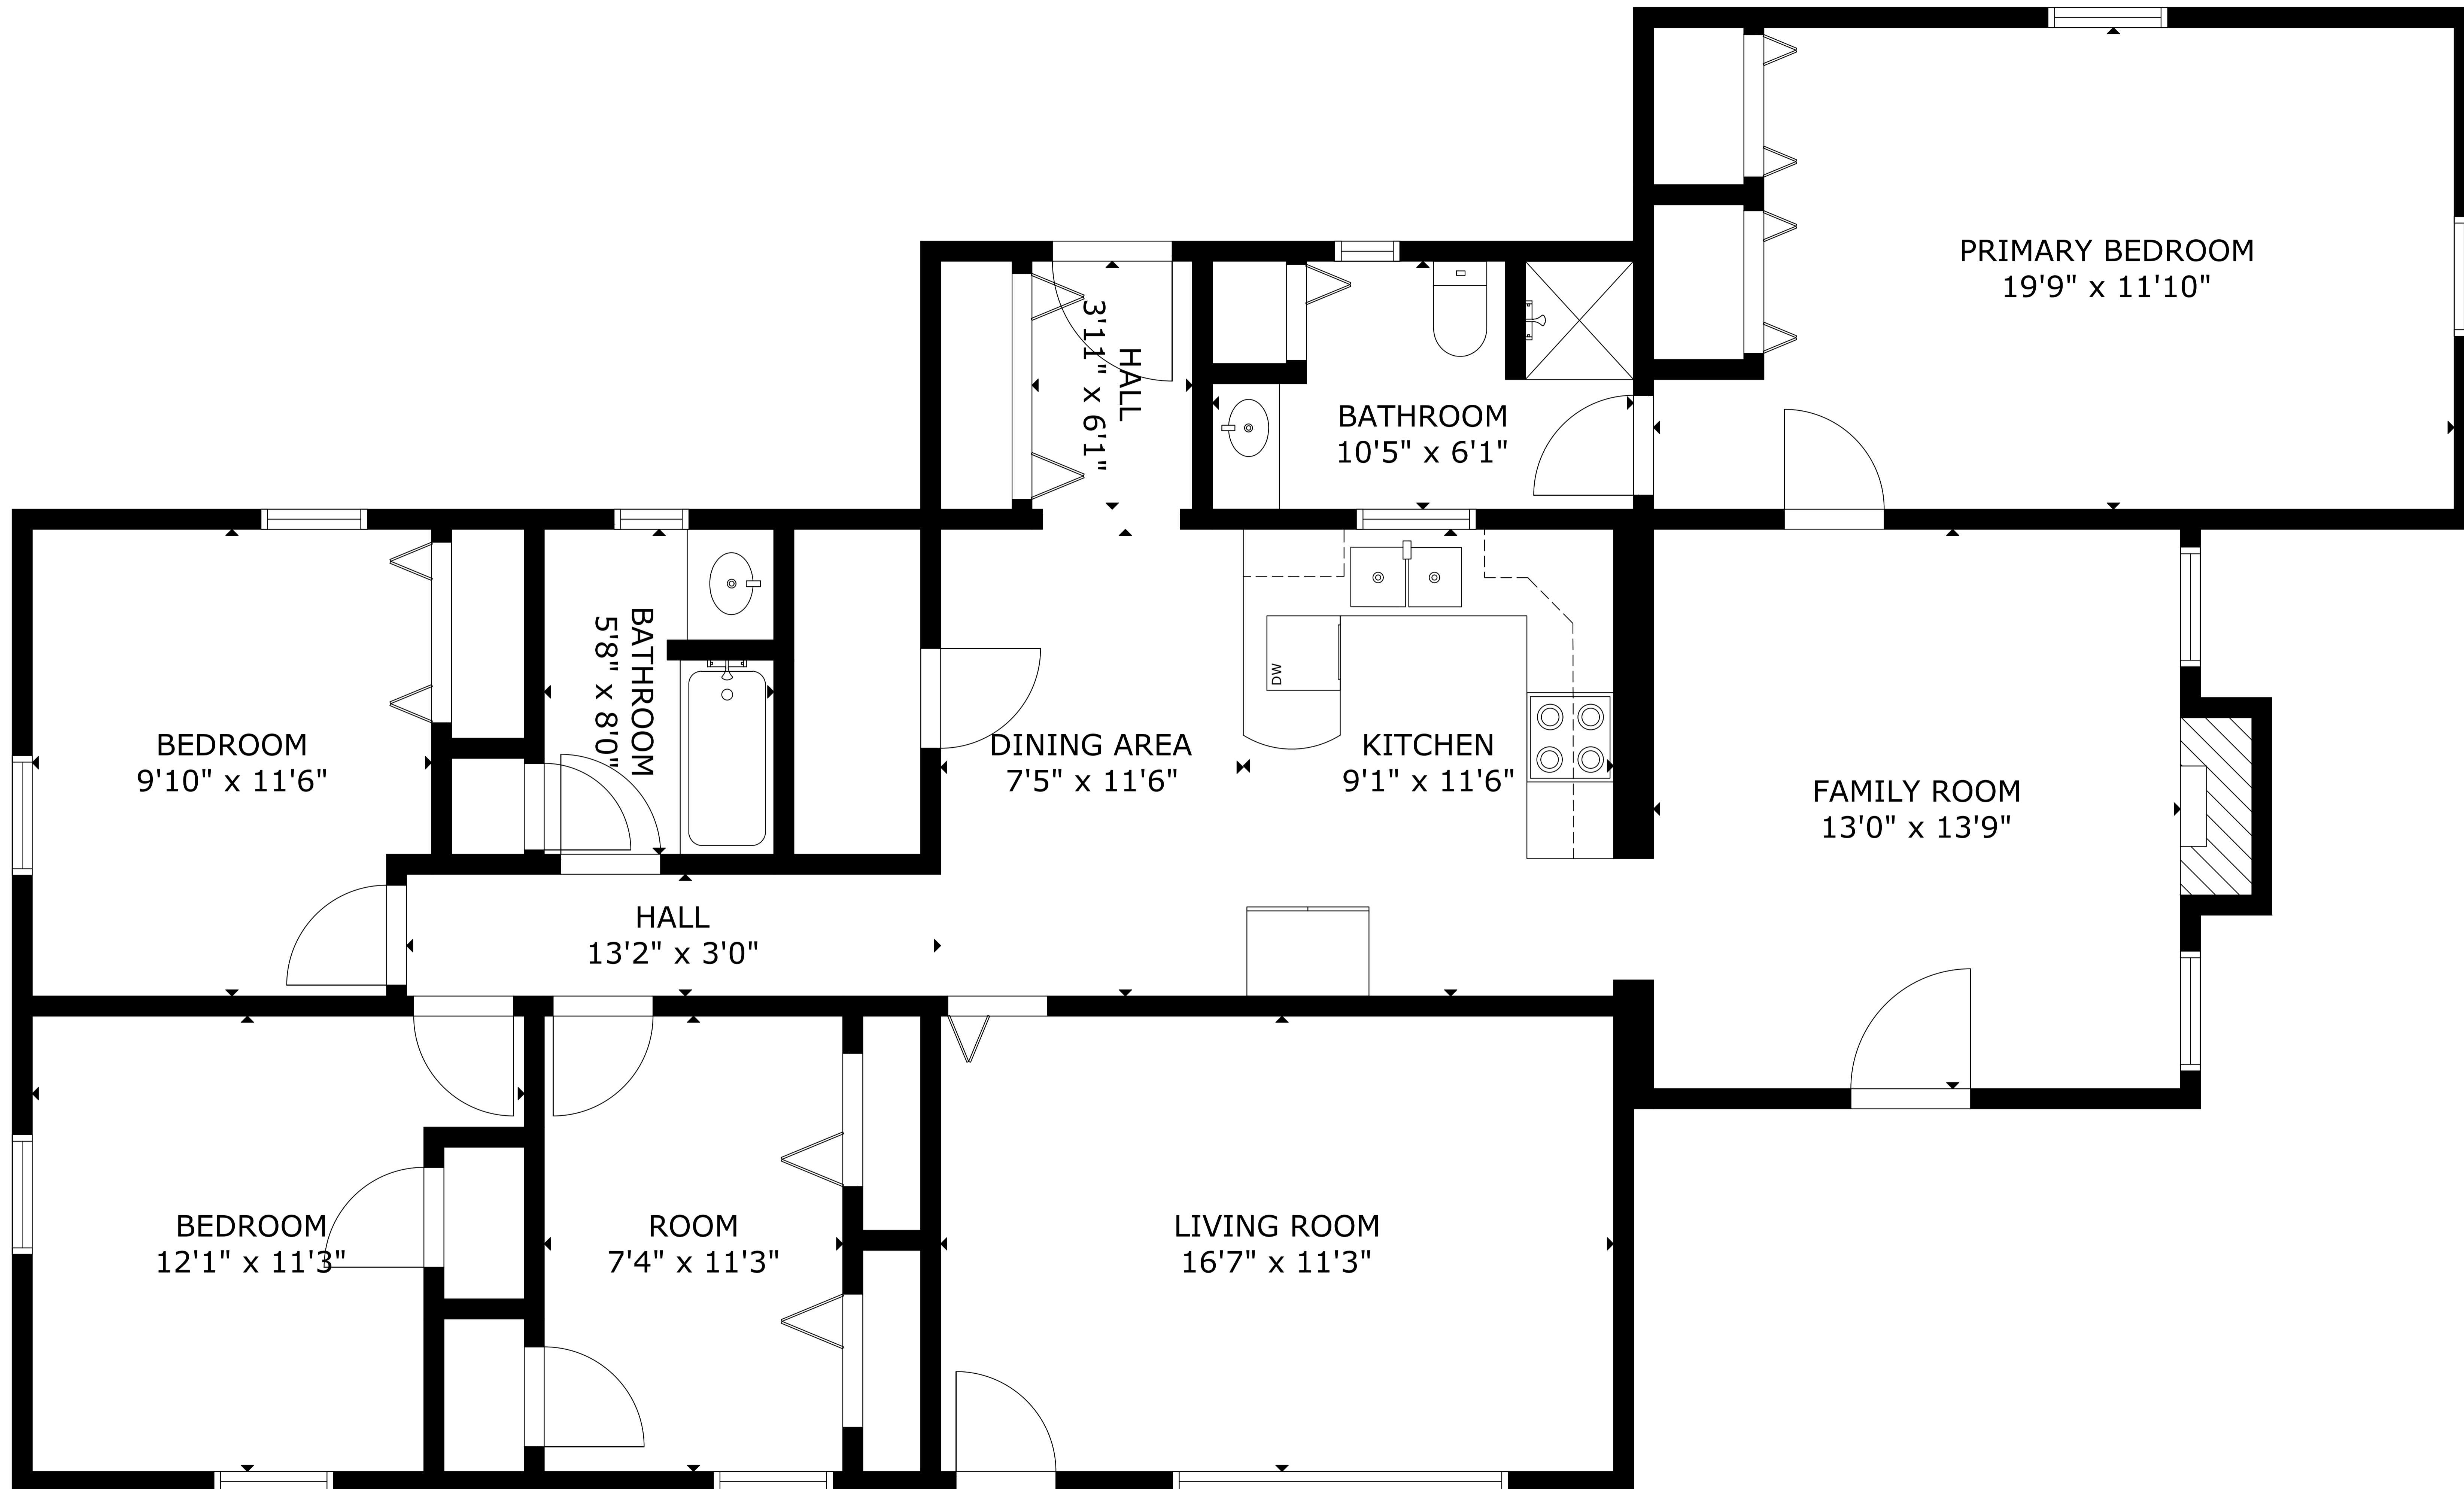 PRIMARY BEDROOM
19'9" x 11'10"
HALL
3'11" x 6'1"
BATHROOM
10'5" x 6'1"
BEDROOM
9'10" x 11'6"
BATHROOM
5'8" x 8'0"
DW
DINING AREA
7'5" x 11'6"
KITCHEN
9'1" x 11'6"
FAMILY ROOM
13'0" x 13'9"
HALL
13'2" x 3'0"
BEDROOM
12'1" x 11'3"
ROOM
7'4" x 11'3"
LIVING ROOM
16'7" x 11'3"